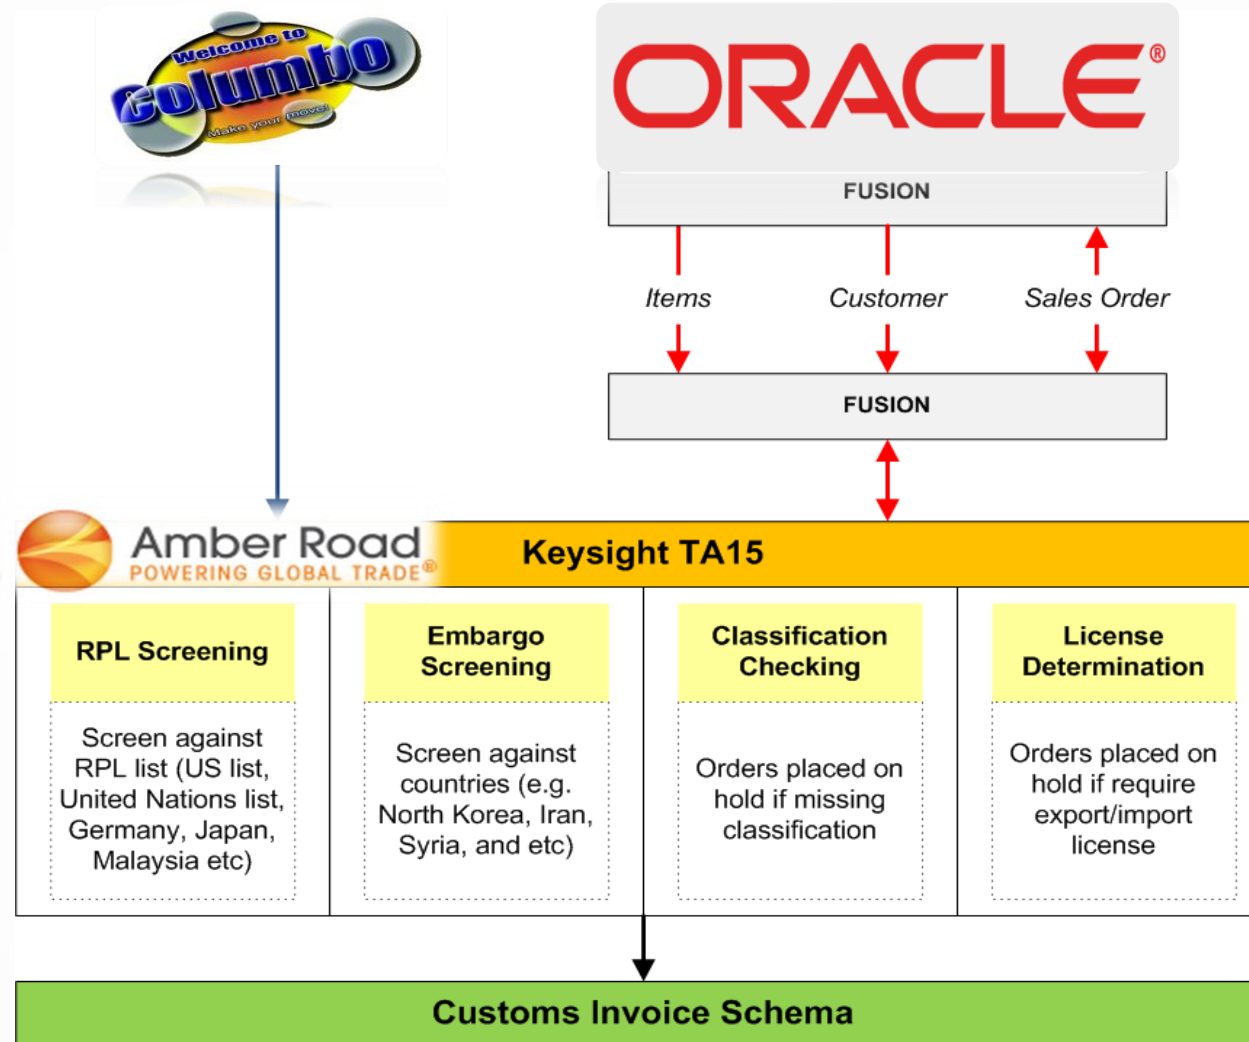 Welcome to
Columbo
Make your move!
ORACLE®
FUSION
Items
Customer
Sales Order
FUSION
Amber Road
POWERING GLOBAL TRADE®
Keysight TA15
RPL Screening
Screen against
RPL list (US list,
United Nations list,
Germany, Japan,
Malaysia etc)
Embargo
Screening
Screen against
countries (e.g.
North Korea, Iran,
Syria, and etc)
Classification
Checking
Orders placed on
hold if missing
classification
License
Determination
Orders placed on
hold if require
export/import
license
Customs Invoice Schema